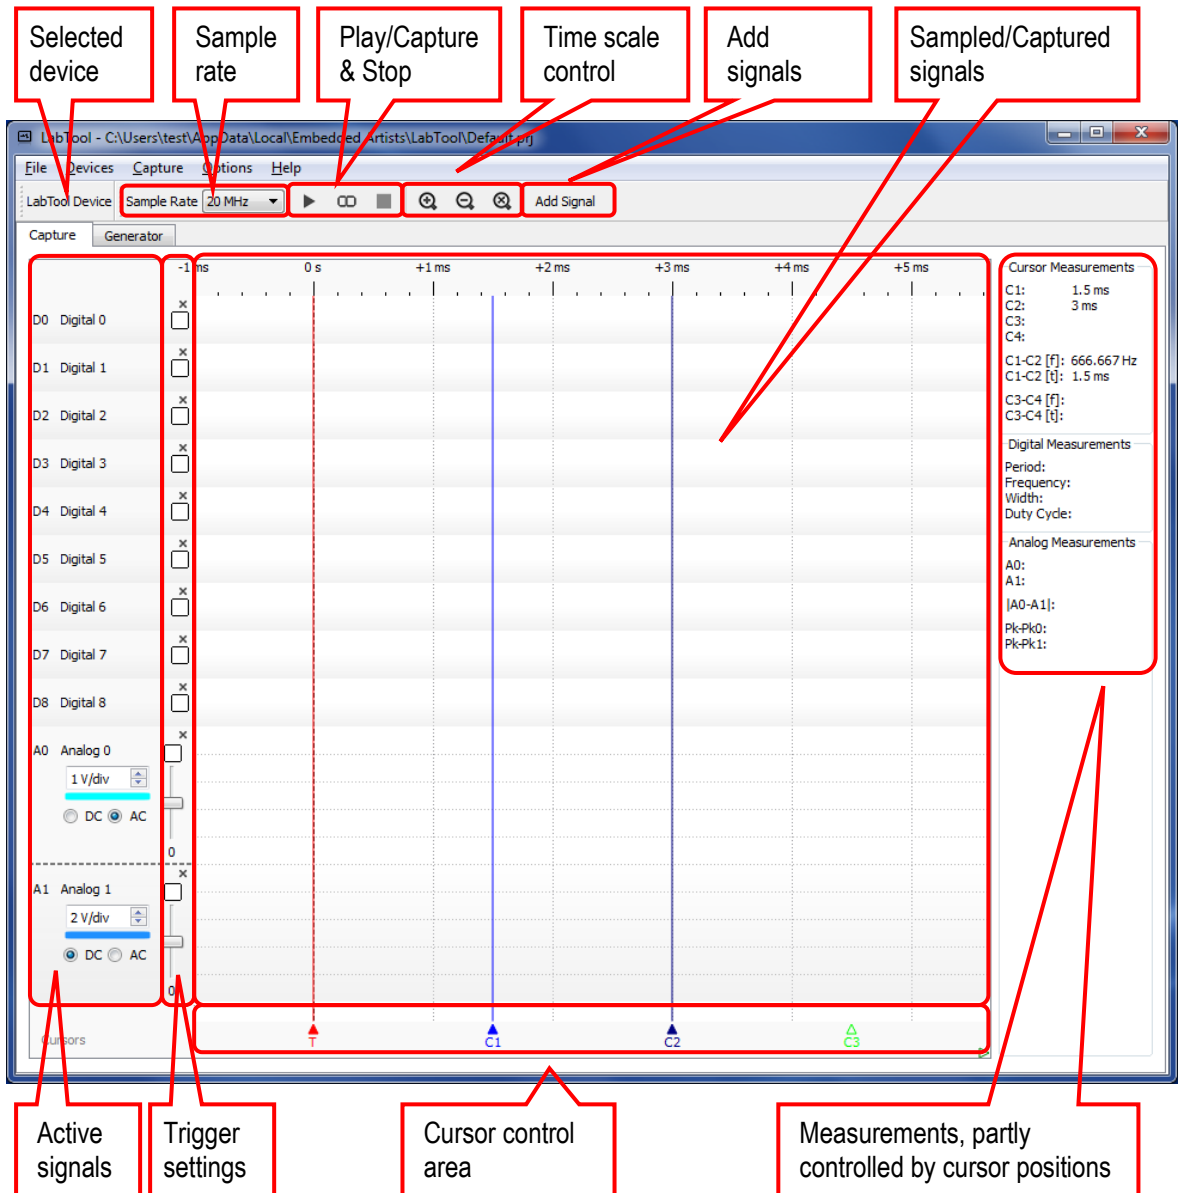 Selected
device
Sample
rate
Play/Capture
& Stop
Time scale
control
Add
signals
Sampled/Captured
signals
LabTool - C:\Users\test\AppData\Local\Embedded Artists\LabTool\Default.prj
File Devices Capture Options Help
LabTool Device Sample Rate 20 MHz Add Signal
Capture Generator
-1 ms 0 s +1 ms +2 ms +3 ms +4 ms +5 ms
D0 Digital 0
D1 Digital 1
D2 Digital 2
D3 Digital 3
D4 Digital 4
D5 Digital 5
D6 Digital 6
D7 Digital 7
D8 Digital 8
A0 Analog 0
1 V/div
DC AC
0
A1 Analog 1
2 V/div
DC AC
0
Cursors
T C1 C2 C3
Cursor Measurements
C1: 1.5 ms
C2: 3 ms
C3:
C4:
C1-C2 [f]: 666.667 Hz
C1-C2 [t]: 1.5 ms
C3-C4 [f]:
C3-C4 [t]:
Digital Measurements
Period:
Frequency:
Width:
Duty Cycle:
Analog Measurements
A0:
A1:
|A0-A1|:
Pk-Pk0:
Pk-Pk1:
Active
signals
Trigger
settings
Cursor control
area
Measurements, partly
controlled by cursor positions